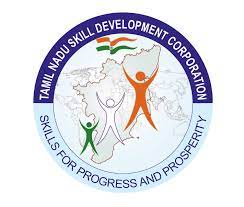 TAMIL NADU SKILL DEVELOPMENT CORPORATION
SKILLS FOR PROGRESS AND PROSPERITY